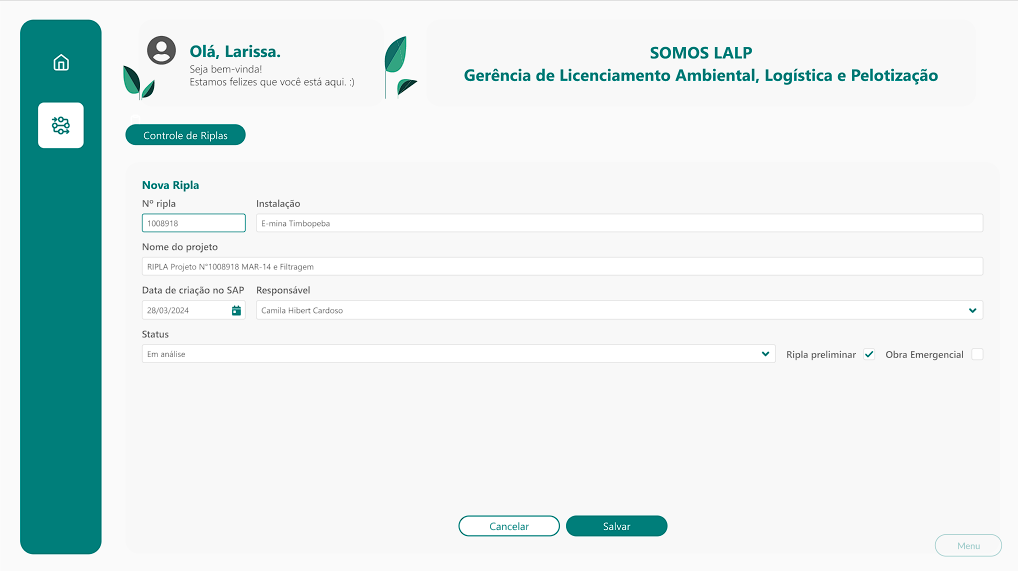 Olá, Larissa.
Seja bem-vinda!
Estamos felizes que você está aqui. :)
SOMOS LALP
Gerência de Licenciamento Ambiental, Logística e Pelotização
Controle de Riplas
Nova Ripla
Nº ripla
Instalação
1008918
E-mina Timbopeba
Nome do projeto
RIPLA Projeto N°1008918 MAR-14 e Filtragem
Data de criação no SAP
Responsável
28/03/2024
Camila Hibert Cardoso
Status
Em análise
Ripla preliminar
Obra Emergencial
Cancelar
Salvar
Menu